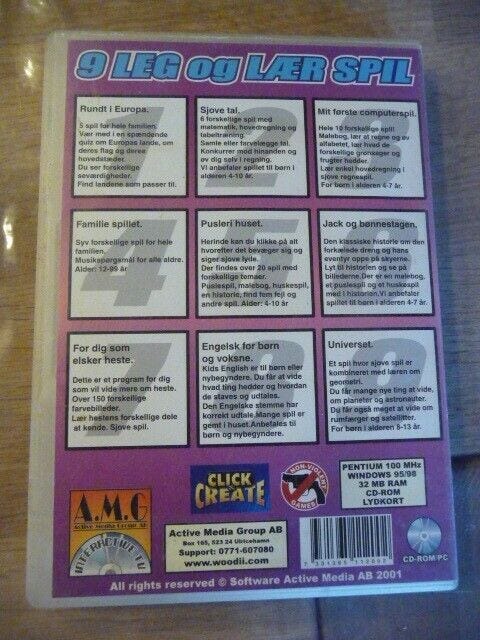 9 LEG og LÆR SPIL
Rundt i Europa.
5 spil for hele familien.
Vær med i en spændende
quiz om Europas lande, om
deres flag og deres
hovedstæder.
Du ser forskellige
seværdigheder.
Find landene som passer til.
Sjove tal.
6 forskellige spil med
matematik, hovedregning og
tabeltræning.
Samle eller farvelægge tal.
Konkurrer mod hinanden og
øv dig selv i regning.
Vi anbefaler spillet til børn i
alderen 4-10 år.
Mit første computerspil.
Hele 10 forskellige spil!
Malebog, lær at regne og ev
alfabetet, lær hvad de
forskellige grønsager og
frugter hedder.
Lær enkel hovedregning i
sjove regnespil.
For børn i alderen 4-7 år.
Familie spillet.
Syv forskellige spil for hele
familien.
Musikspørgsmål for alle aldre.
Alder: 12-99 år
Pusleri huset.
Herinde kan du klikke på alt
hvorefter det bevæger sig og
siger sjove lyde.
Der findes over 20 spil med
forskellige temaer.
Puslespil, malebog, huskespil,
en historie, find fem fejl og
andre spil. Alder: 4-10 år
Jack og bønnestagen.
Den klassiske historie om den
forkælede dreng og hans
eventyr oppe på skyerne.
Lyt til historien og se på
billederne.Der er en malebog,
et puslespil og et huskespil
med i historien.Vi anbefaler
spillet til børn i alderen 4-7 år.
For dig som
elsker heste.
Dette er et program for dig
som vil vide mere om heste.
Over 150 forskellige
farvebilleder.
Lær hestens forskellige dele
at kende. Sjove spil.
Engelsk for børn
og voksne.
Kids English er til børn eller
nybegyndere. Du får at vide
hvad ting hedder og hvordan
de staves og udtales.
Den Engelske stemme har
korrekt udtale Mange spil er
gemt i huset.Anbefales til
børn og nybegyndere.
Universet.
Et spil hvor sjove spil er
kombineret med læren om
geometri.
Du får mange nye ting at vide,
om planeter og astronauter.
Du får også meget at vide om
rumfærger og satellitter.
For børn i alder 8-13 år.
A.M.G
Active Media Group AB
INTERACTIVE TV
CLICK
&
CREATE
NON-VIOLENT
GAMES
PENTIUM 100 MHz
WINDOWS 95/98
32 MB RAM
CD-ROM
LYDKORT
Active Media Group AB
Box 165, 523 24 Ulricehamn
Support: 0771-607080
www.woodii.com
CD-ROM/PC
All rights reserved © Software Active Media AB 2001